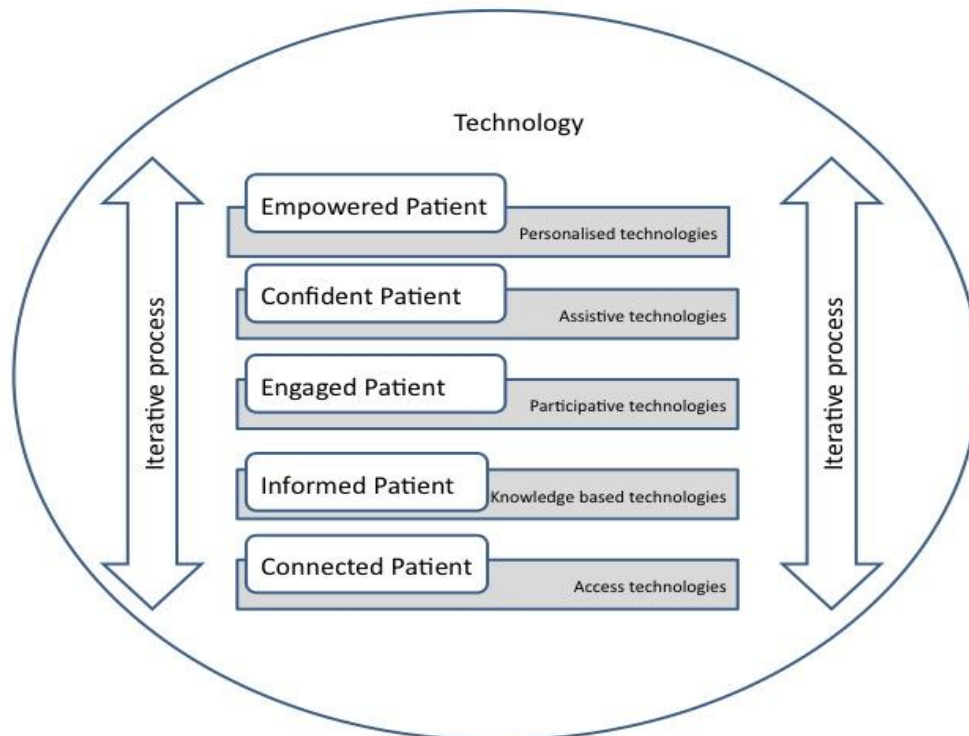 Technology
Empowered Patient
Personalised technologies
Confident Patient
Assistive technologies
Engaged Patient
Participative technologies
Informed Patient
Knowledge based technologies
Connected Patient
Access technologies
Iterative process
Iterative process